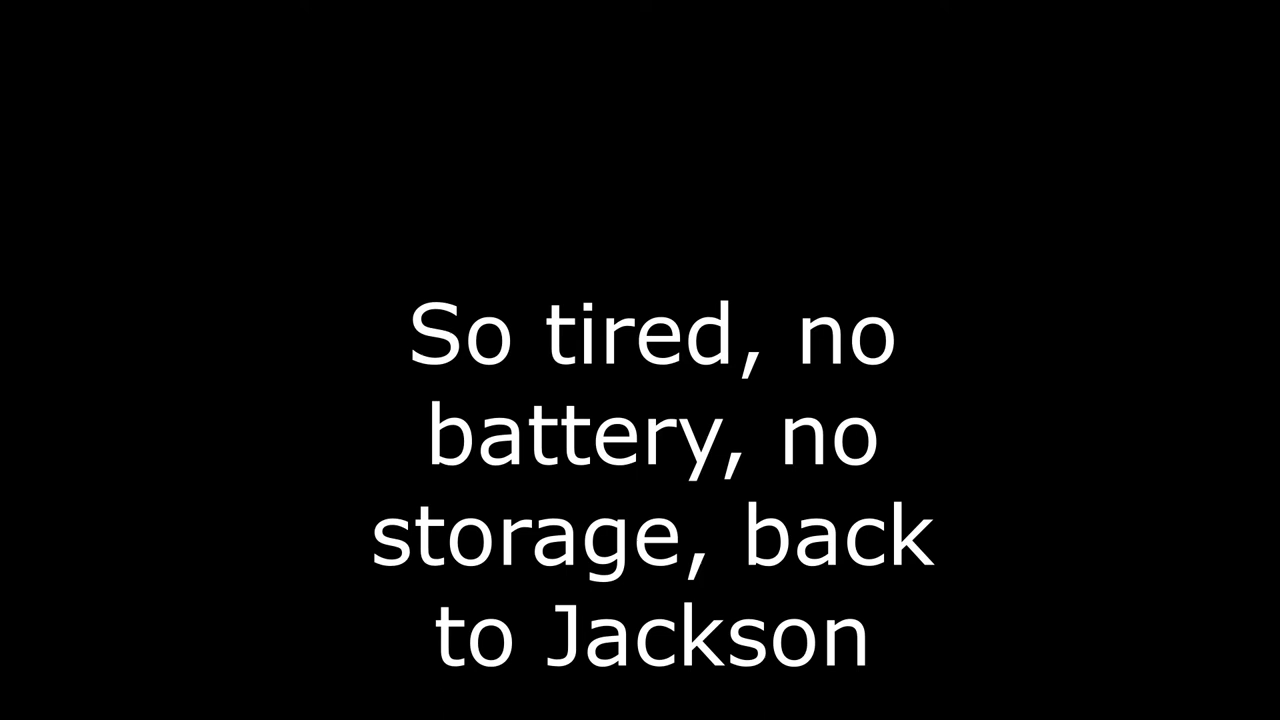 So tired, no
battery, no
storage, back
to Jackson